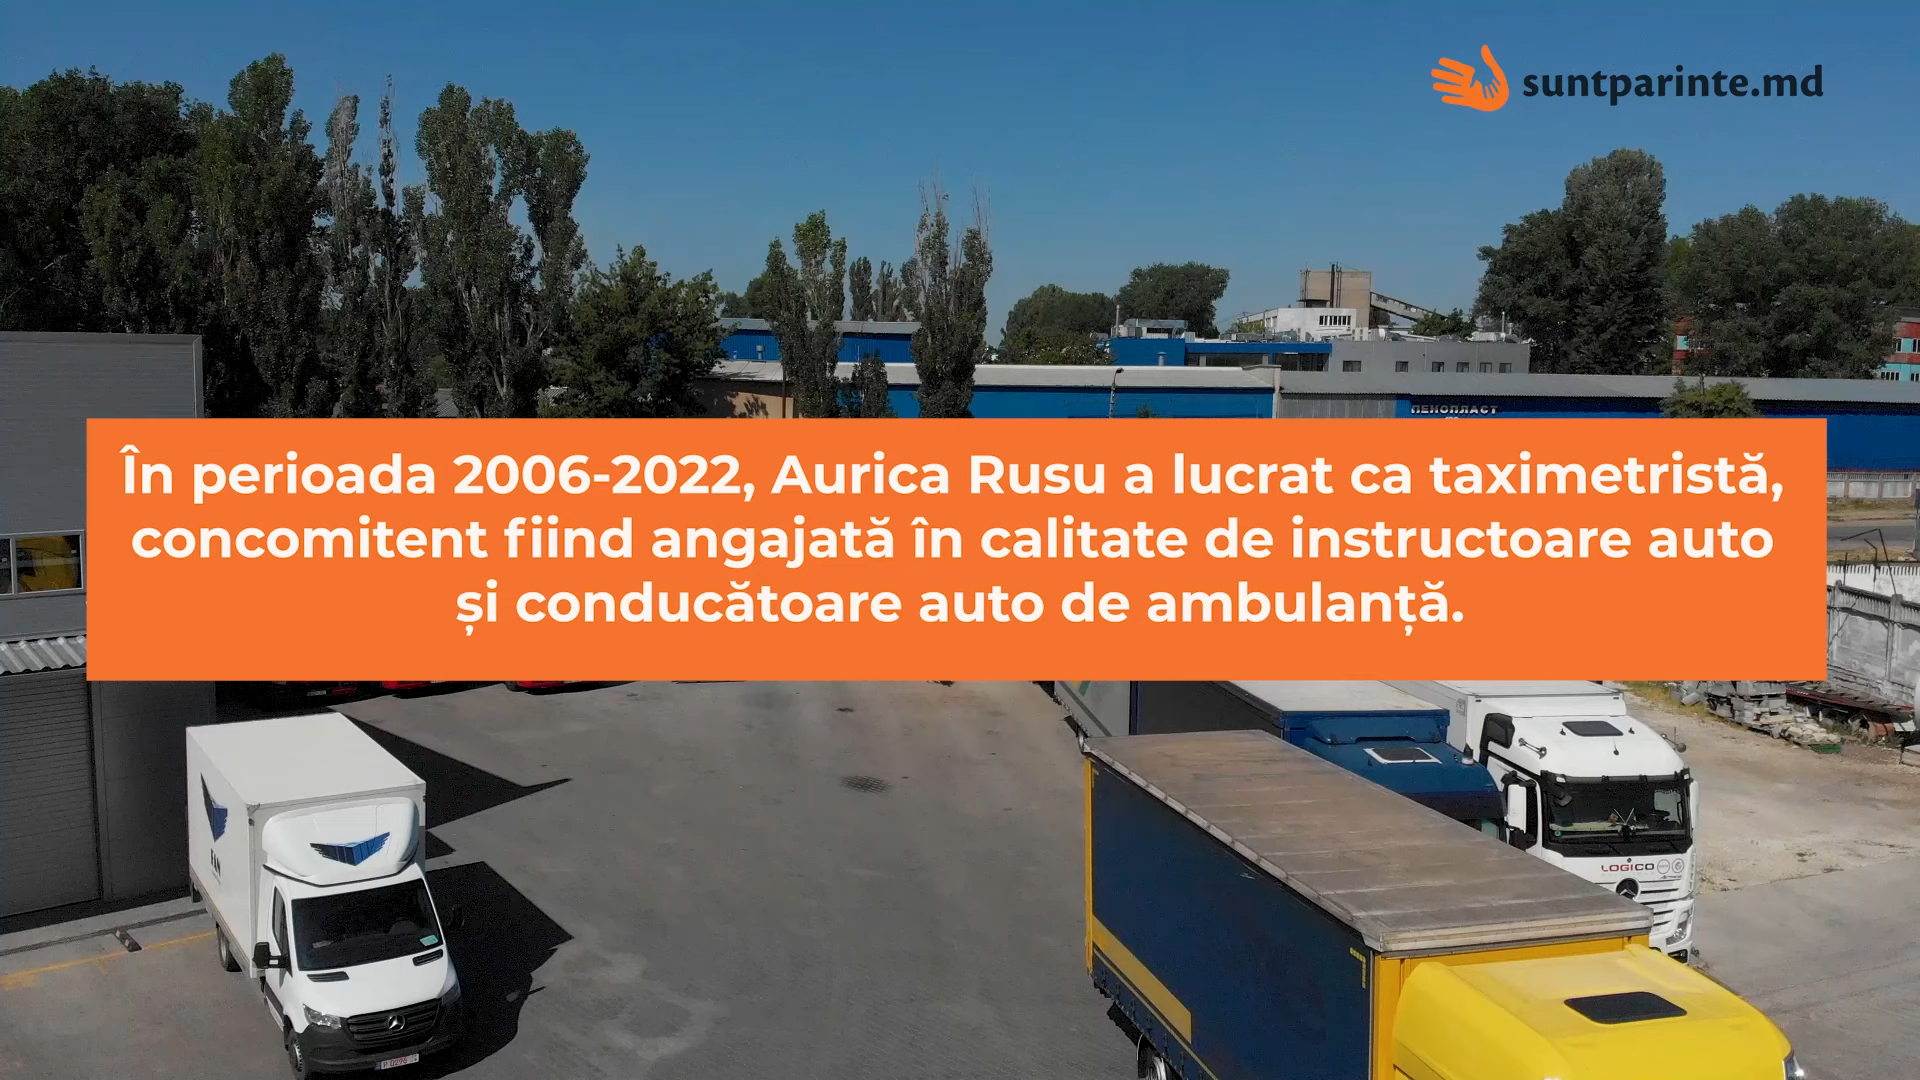 suntparinte.md
ПЕНОПЛАСТ
În perioada 2006-2022, Aurica Rusu a lucrat ca taximetristă,
concomitent fiind angajată în calitate de instructoare auto
și conducătoare auto de ambulanță.
LOGICO